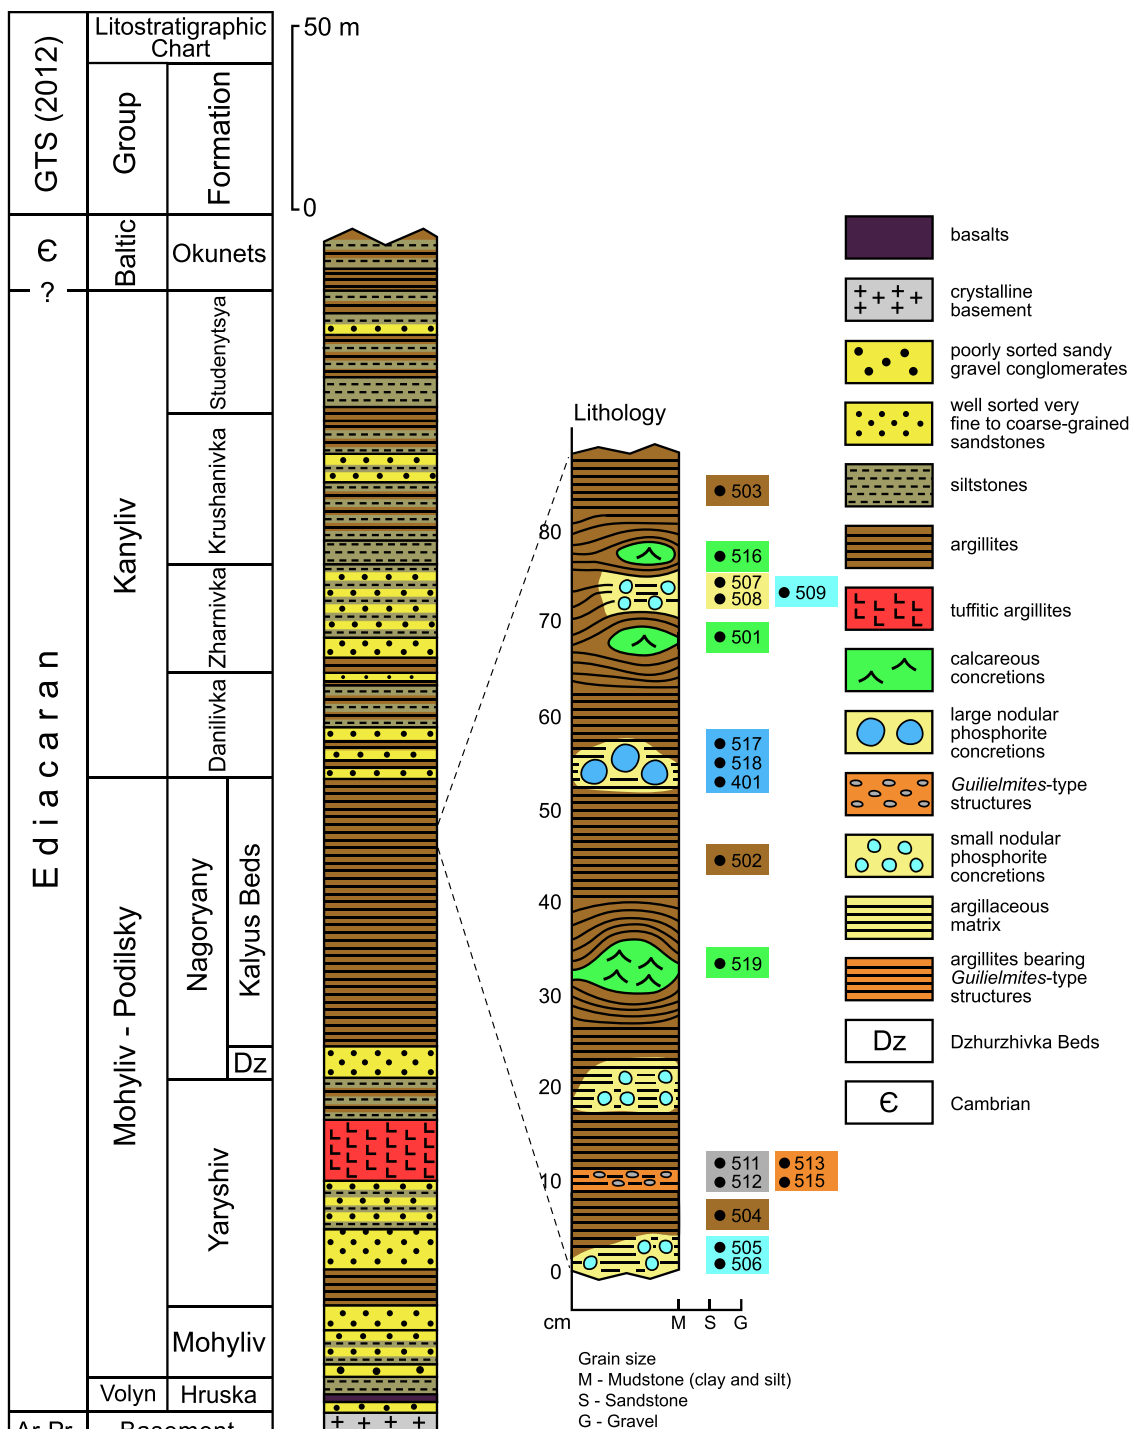 Litostratigraphic
Chart
GTS (2012)
Group
Formation
50 m
0
Є
Baltic
Okunets
?
Ediacaran
Kanyliv
Studenytsya
Krushanivka
Zharnivka
Danilivka
Mohyliv - Podilsky
Nagoryany
Kalyus Beds
Dz
Yaryshiv
Mohyliv
Volyn
Hruska
Ar-Pr
Basement
Lithology
80
70
60
50
40
30
20
10
0
cm
M S G
503
516
507
508
509
501
517
518
401
502
519
511
512
513
515
504
505
506
Grain size
M - Mudstone (clay and silt)
S - Sandstone
G - Gravel
basalts
crystalline
basement
poorly sorted sandy
gravel conglomerates
well sorted very
fine to coarse-grained
sandstones
siltstones
argillites
tuffitic argillites
calcareous
concretions
large nodular
phosphorite
concretions
Guilielmites-type
structures
small nodular
phosphorite
concretions
argillaceous
matrix
argillites bearing
Guilielmites-type
structures
Dz
Dzhurzhivka Beds
Є
Cambrian